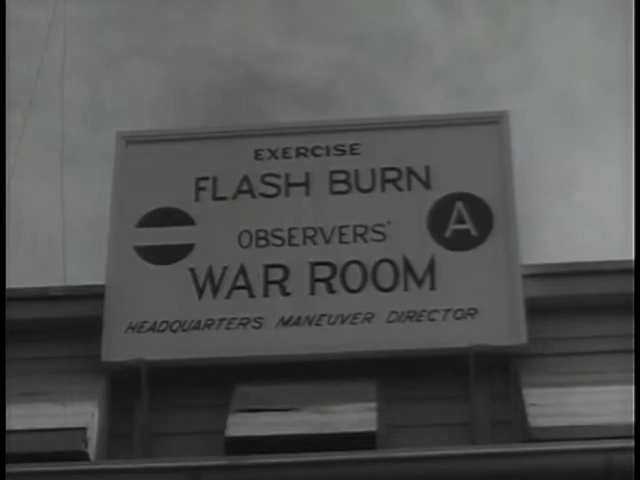 EXERCISE
FLASH BURN
OBSERVERS'
A
WAR ROOM
HEADQUARTERS MANEUVER DIRECTOR